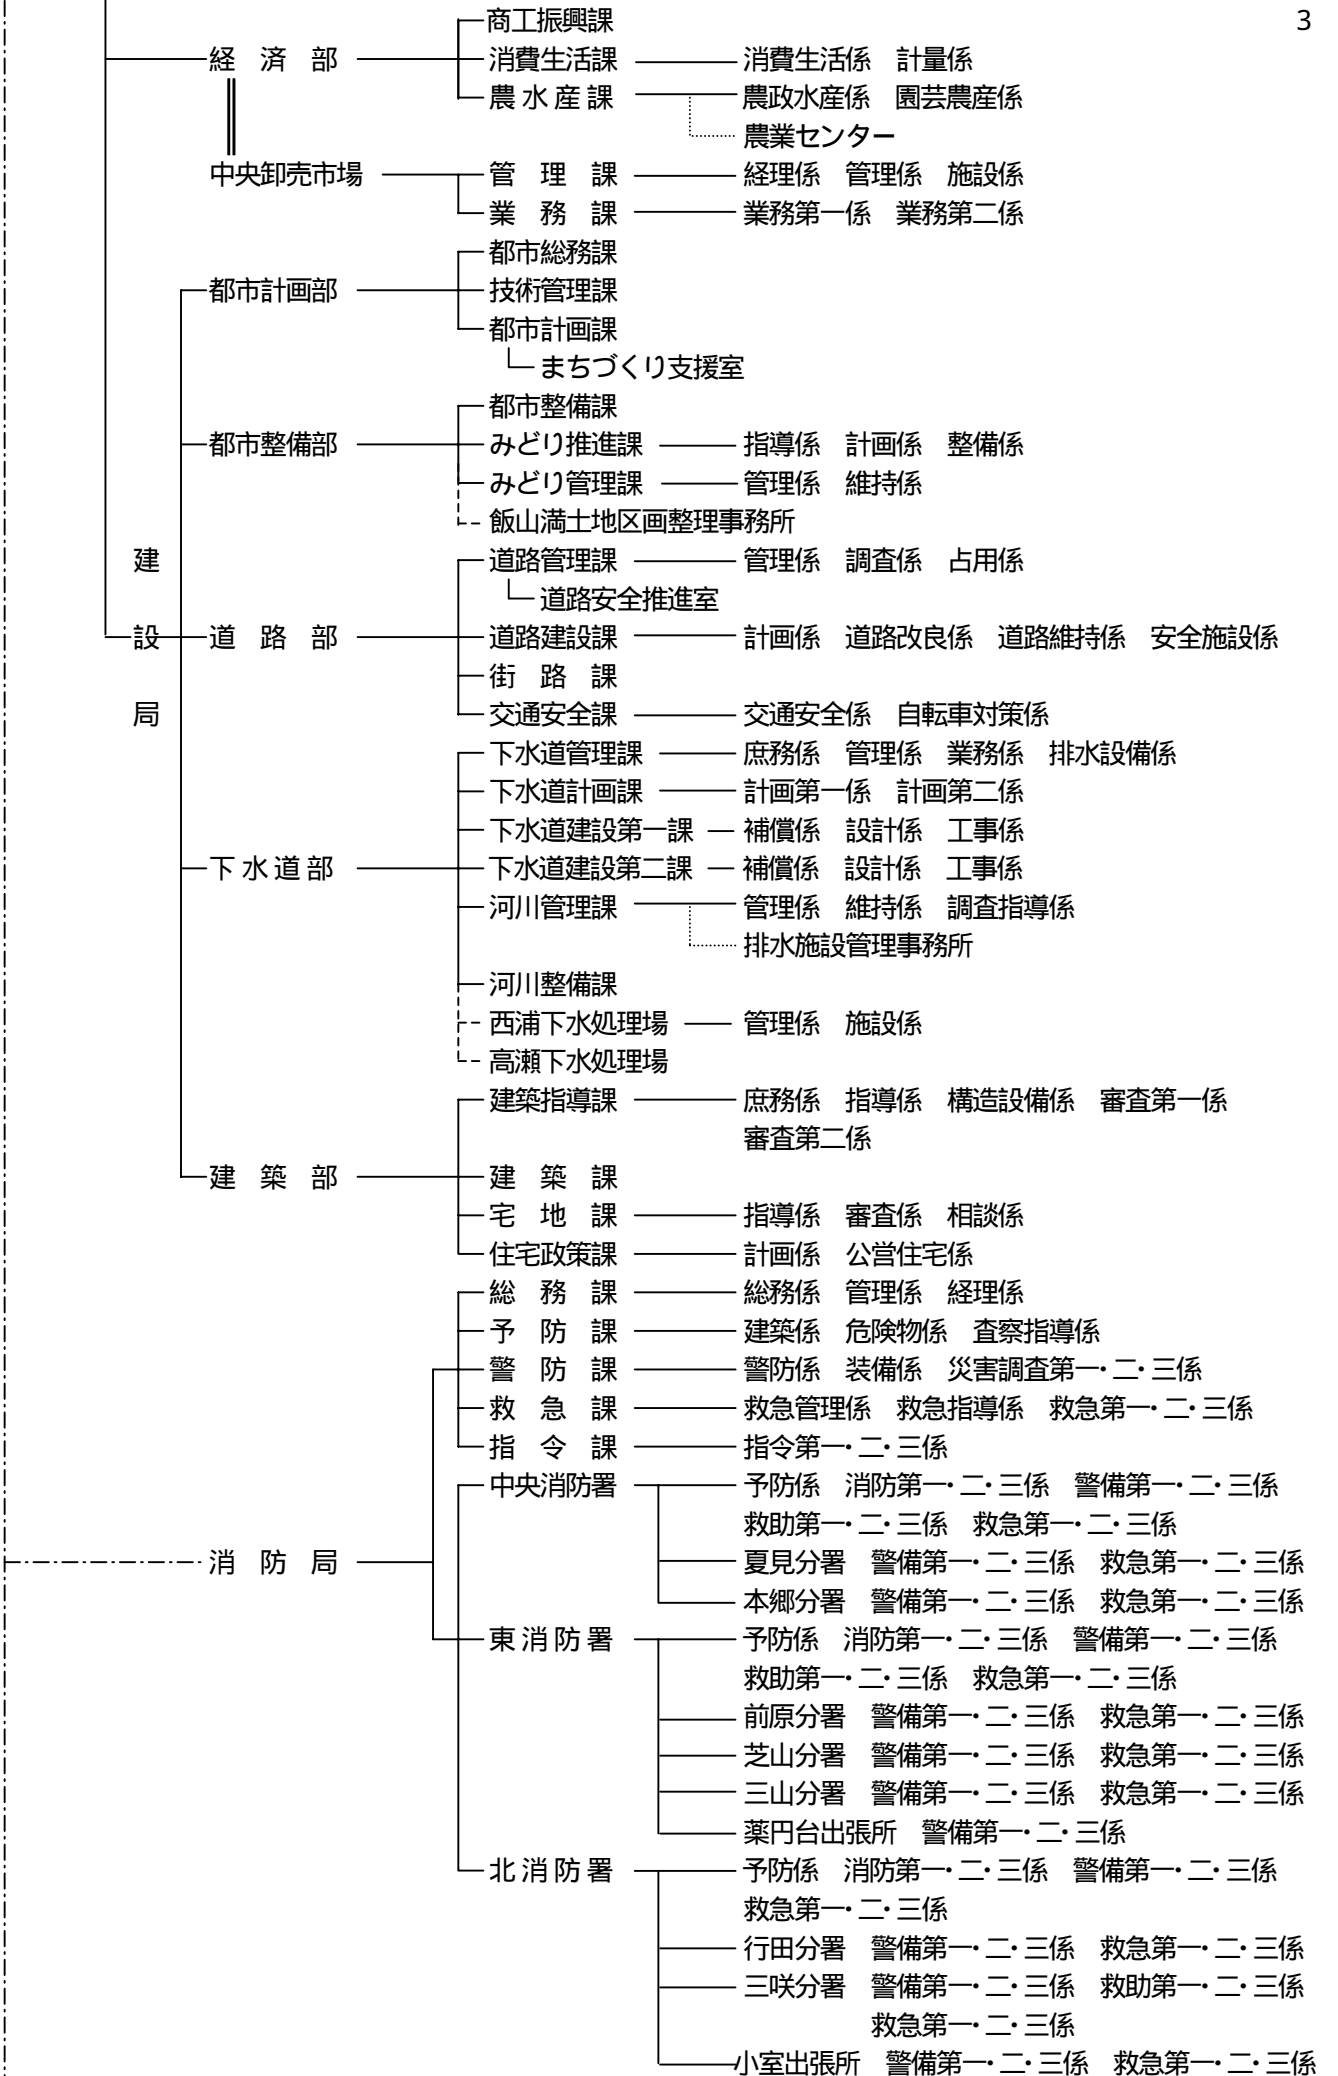 3
商工振興課
経済部 消費生活課 消費生活係 計量係
農水産課 農政水産係 園芸農産係
農業センター
中央卸売市場 管理課 経理係 管理係 施設係
業務課 業務第一係 業務第二係
都市総務課
都市計画部 技術管理課
都市計画課
まちづくり支援室
都市整備課
都市整備部 みどり推進課 指導係 計画係 整備係
みどり管理課 管理係 維持係
飯山満土地区画整理事務所
建 道路管理課 管理係 調査係 占用係
道路安全推進室
設 道路部 道路建設課 計画係 道路改良係 道路維持係 安全施設係
街路課
局 交通安全課 交通安全係 自転車対策係
下水道管理課 庶務係 管理係 業務係 排水設備係
下水道計画課 計画第一係 計画第二係
下水道建設第一課 補償係 設計係 工事係
下水道部 下水道建設第二課 補償係 設計係 工事係
河川管理課 管理係 維持係 調査指導係
排水施設管理事務所
河川整備課
西浦下水処理場 管理係 施設係
高瀬下水処理場
建築指導課 庶務係 指導係 構造設備係 審査第一係
審査第二係
建築部 建築課
宅地課 指導係 審査係 相談係
住宅政策課 計画係 公営住宅係
総務課 総務係 管理係 経理係
予防課 建築係 危険物係 査察指導係
警防課 警防係 装備係 災害調査第一・二・三係
救急課 救急管理係 救急指導係 救急第一・二・三係
指令課 指令第一・二・三係
中央消防署 予防係 消防第一・二・三係 警備第一・二・三係
救助第一・二・三係 救急第一・二・三係
消防局 夏見分署 警備第一・二・三係 救急第一・二・三係
本郷分署 警備第一・二・三係 救急第一・二・三係
東消防署 予防係 消防第一・二・三係 警備第一・二・三係
救助第一・二・三係 救急第一・二・三係
前原分署 警備第一・二・三係 救急第一・二・三係
芝山分署 警備第一・二・三係 救急第一・二・三係
三山分署 警備第一・二・三係 救急第一・二・三係
薬円台出張所 警備第一・二・三係
北消防署 予防係 消防第一・二・三係 警備第一・二・三係
救急第一・二・三係
行田分署 警備第一・二・三係 救急第一・二・三係
三咲分署 警備第一・二・三係 救助第一・二・三係
救急第一・二・三係
小室出張所 警備第一・二・三係 救急第一・二・三係